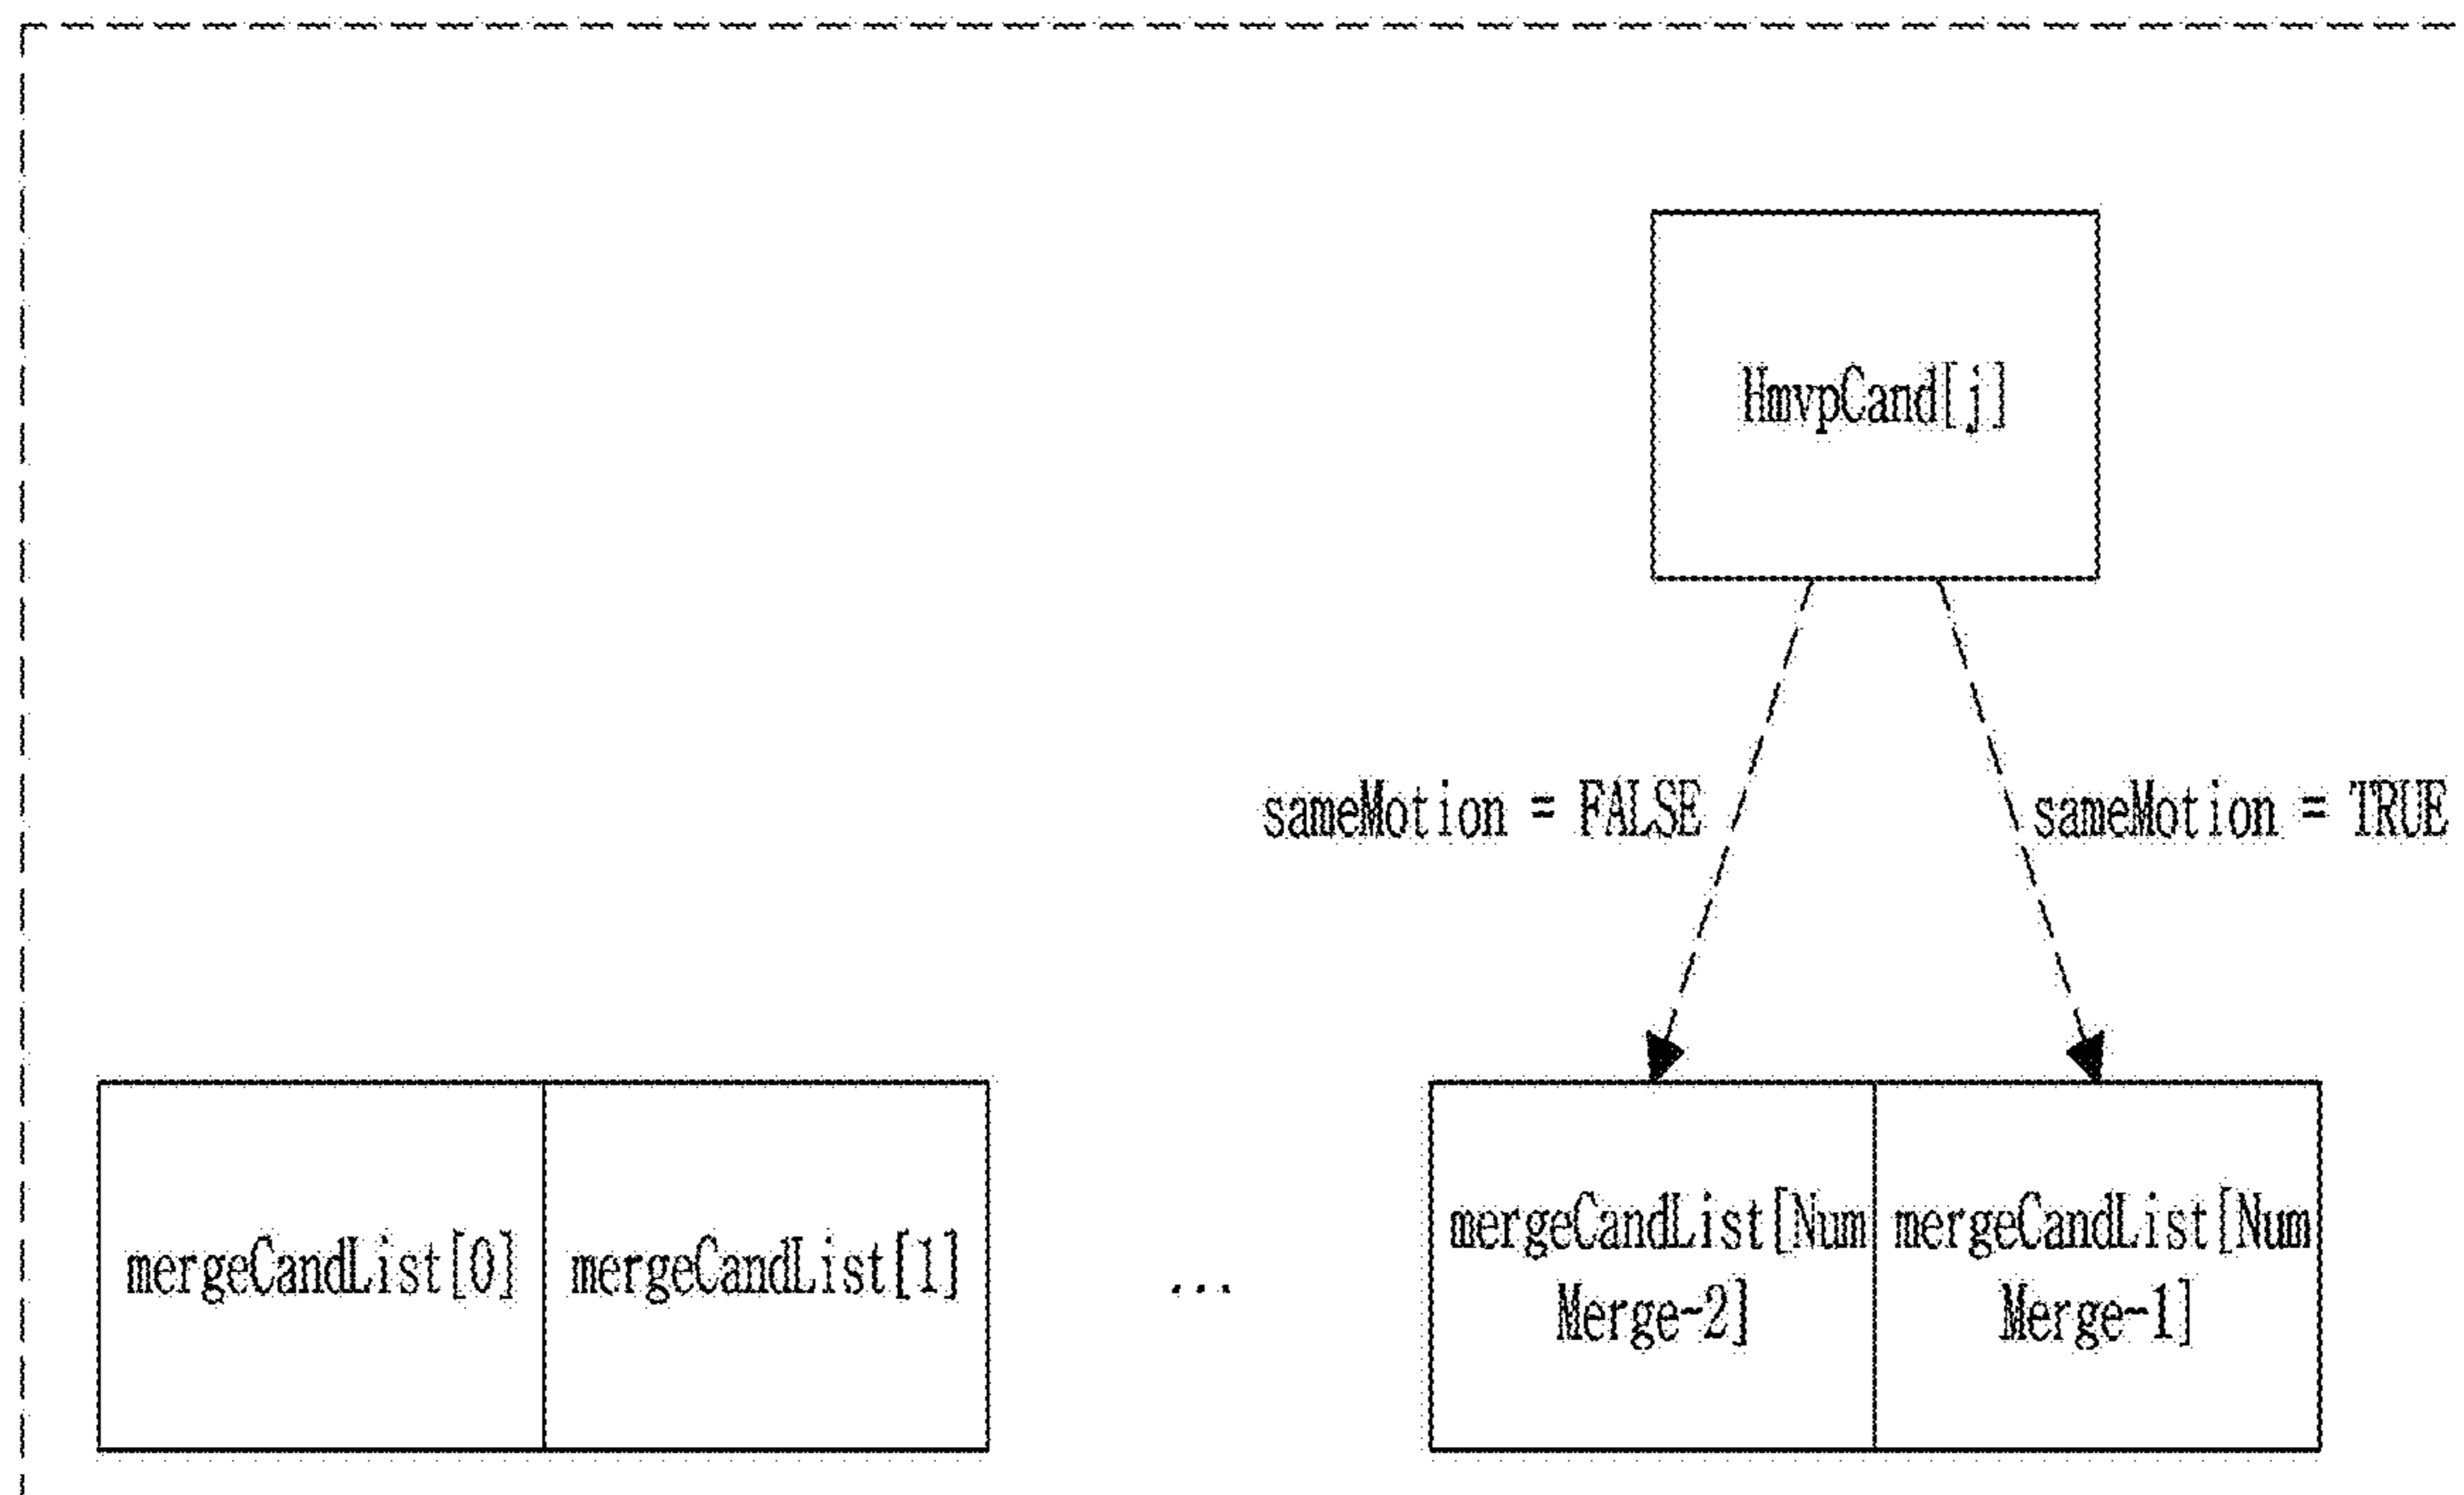 HmvpCand[j]
sameMotion = FALSE
sameMotion = TRUE
mergeCandList[0]
mergeCandList[1]
...
mergeCandList[Num
Merge-2]
mergeCandList[Num
Merge-1]